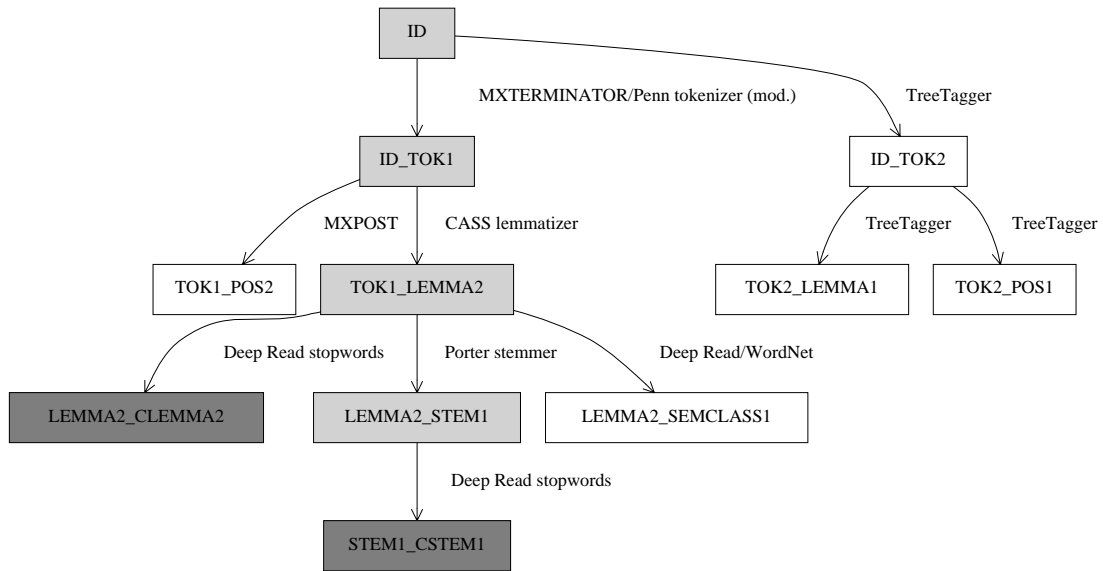 ID
MXTERMINATOR/Penn tokenizer (mod.)
TreeTagger
ID_TOK1
ID_TOK2
MXPOST
CASS lemmatizer
TreeTagger
TreeTagger
TOK1_POS2
TOK1_LEMMA2
TOK2_LEMMA1
TOK2_POS1
Deep Read stopwords
Porter stemmer
Deep Read/WordNet
LEMMA2_CLEMMA2
LEMMA2_STEM1
LEMMA2_SEMCLASS1
Deep Read stopwords
STEM1_CSTEM1